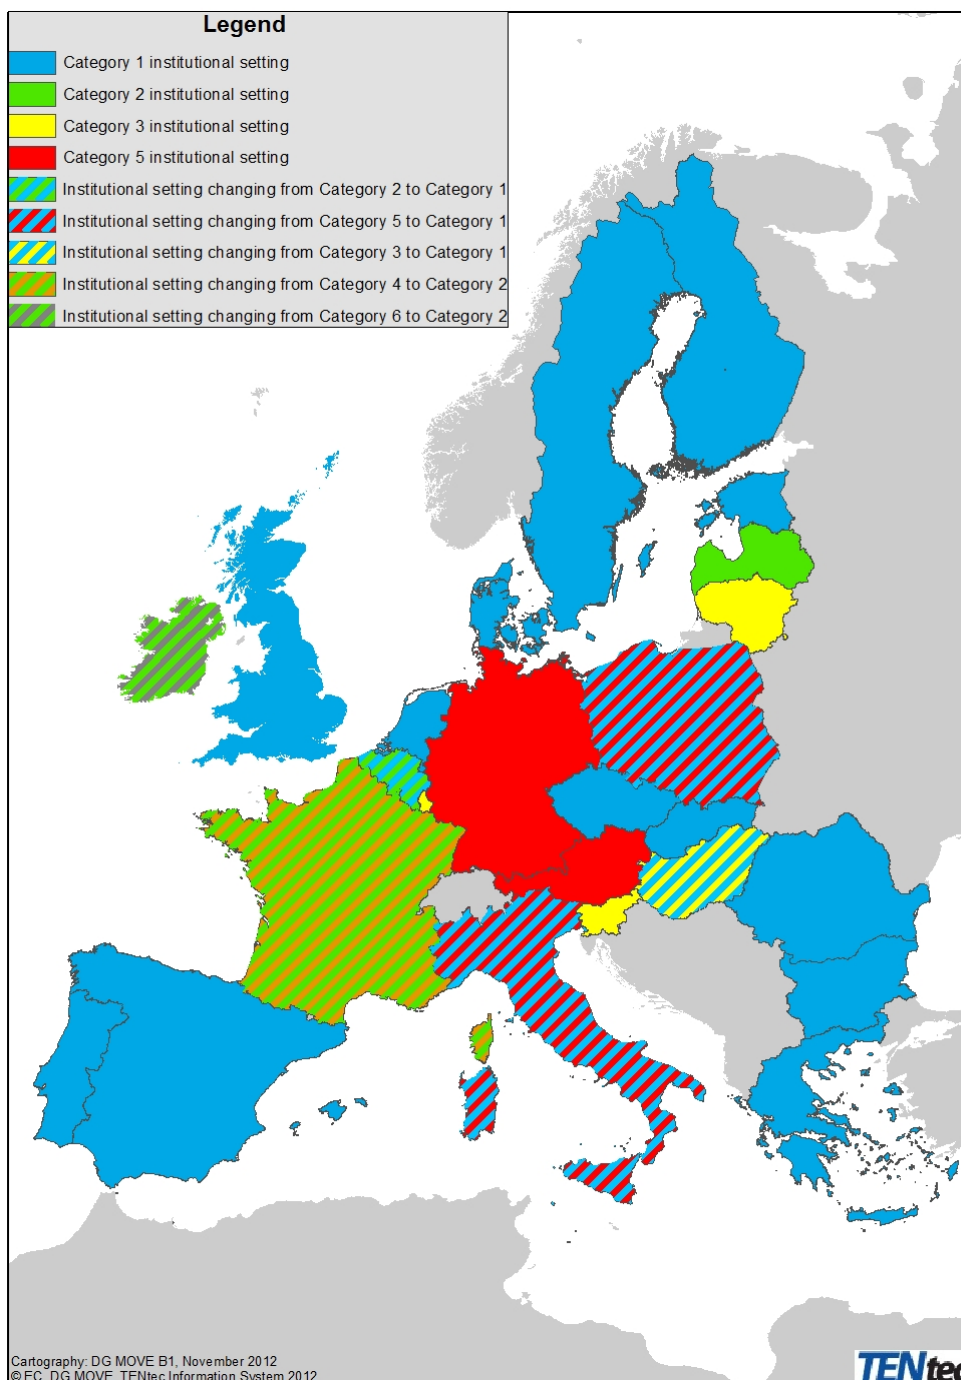 Legend
Category 1 institutional setting
Category 2 institutional setting
Category 3 institutional setting
Category 5 institutional setting
Institutional setting changing from Category 2 to Category 1
Institutional setting changing from Category 5 to Category 1
Institutional setting changing from Category 3 to Category 1
Institutional setting changing from Category 4 to Category 2
Institutional setting changing from Category 6 to Category 2
Cartography: DG MOVE B1, November 2012
© EC, DG MOVE, TENtec Information System 2012
TENtec